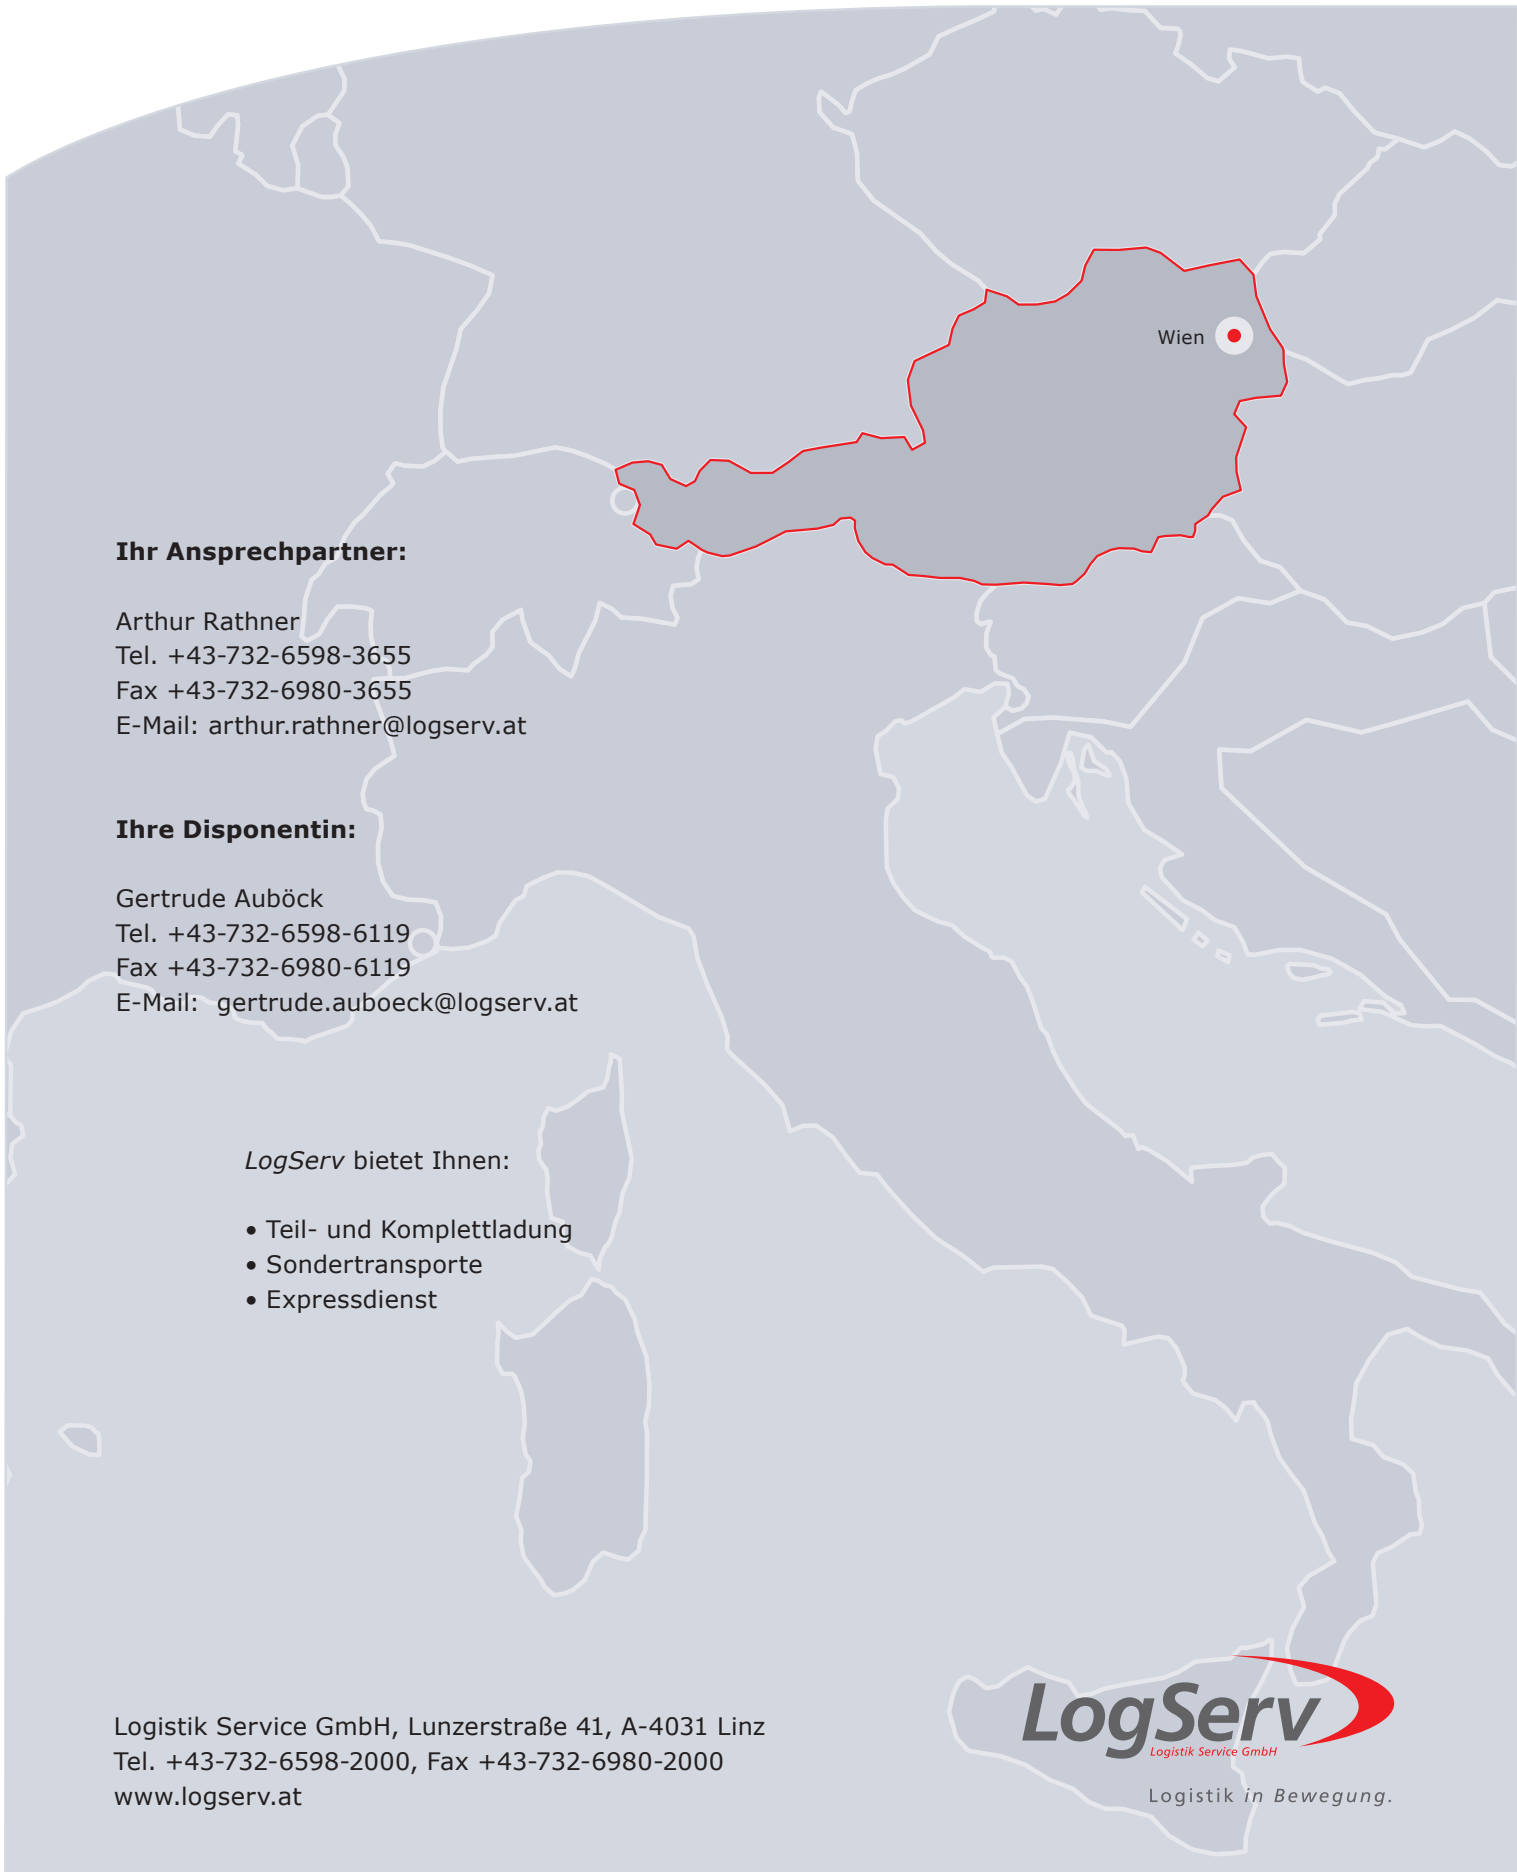 Wien
Ihr Ansprechpartner:
Arthur Rathner
Tel. +43-732-6598-3655
Fax +43-732-6980-3655
E-Mail: arthur.rathner@logserv.at
Ihre Disponentin:
Gertrude Auböck
Tel. +43-732-6598-6119
Fax +43-732-6980-6119
E-Mail: gertrude.auboeck@logserv.at
LogServ bietet Ihnen:
• Teil- und Komplettladung
• Sondertransporte
• Expressdienst
Logistik Service GmbH, Lunzerstraße 41, A-4031 Linz
Tel. +43-732-6598-2000, Fax +43-732-6980-2000
www.logserv.at
LogServ
Logistik Service GmbH
Logistik in Bewegung.